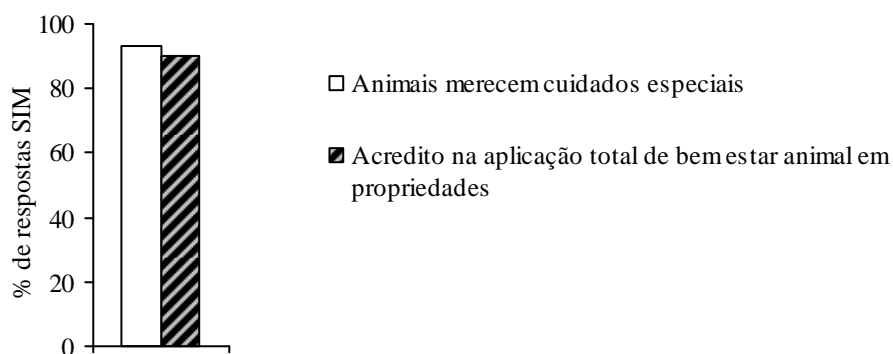 100
80
60
40
20
0
% de respostas SIM
Animais merecem cuidados especiais
Acredito na aplicação total de bem estar animal em
propriedades